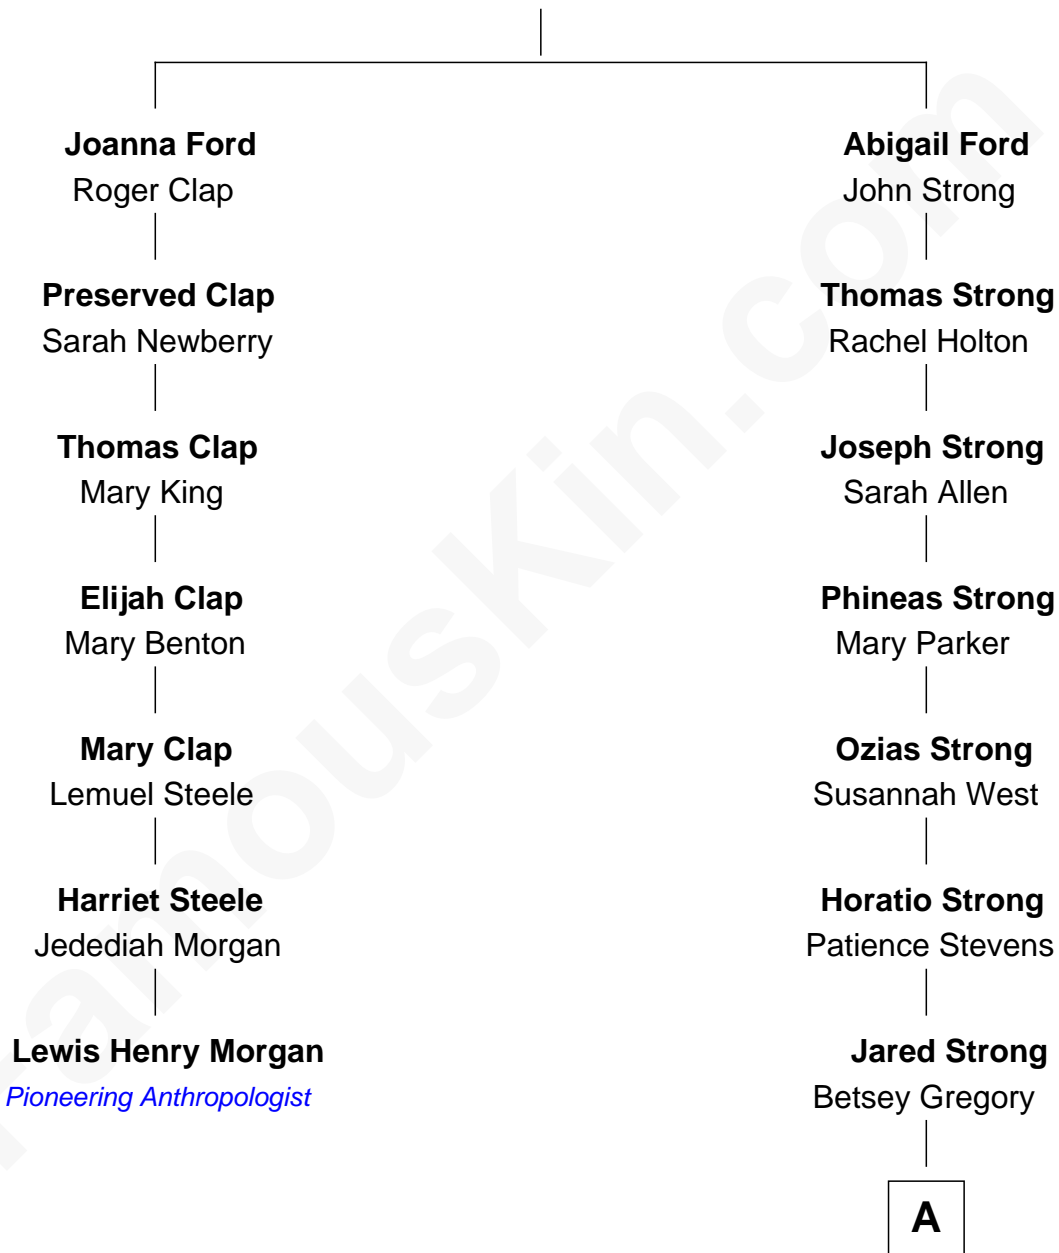 Joanna Ford
Roger Clap
Abigail Ford
John Strong
Preserved Clap
Sarah Newberry
Thomas Strong
Rachel Holton
Thomas Clap
Mary King
Joseph Strong
Sarah Allen
Elijah Clap
Mary Benton
Phineas Strong
Mary Parker
Mary Clap
Lemuel Steele
Ozias Strong
Susannah West
Harriet Steele
Jedediah Morgan
Horatio Strong
Patience Stevens
Lewis Henry Morgan
Pioneering Anthropologist
Jared Strong
Betsey Gregory
A
FamousKin.com